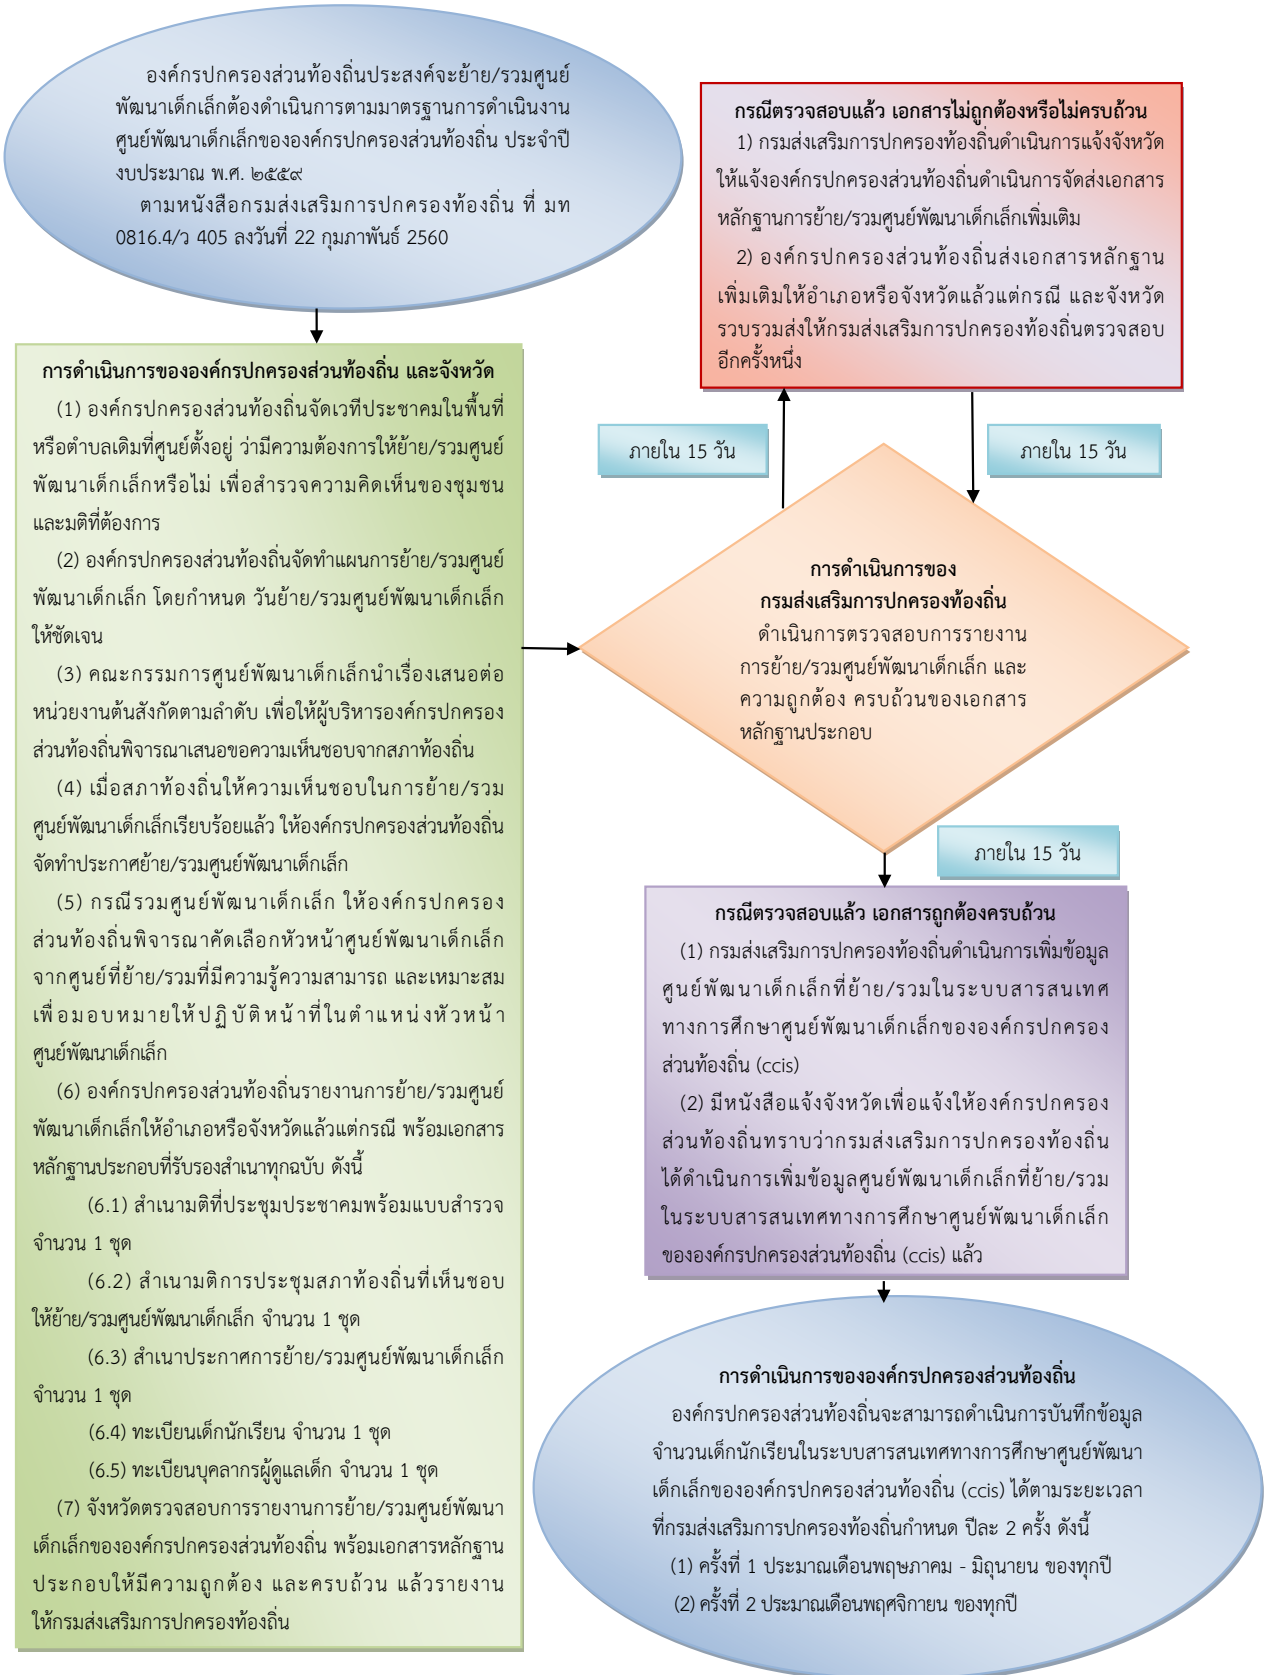 องค์กรปกครองส่วนท้องถิ่นประสงค์จะย้าย/รวมศูนย์
พัฒนาเด็กเล็กต้องดำเนินการตามมาตรฐานการดำเนินงาน
ศูนย์พัฒนาเด็กเล็กขององค์กรปกครองส่วนท้องถิ่น ประจำปี
งบประมาณ พ.ศ. ๒๕๕๙
ตามหนังสือกรมส่งเสริมการปกครองท้องถิ่น ที่ มท
0816.4/ว 405 ลงวันที่ 22 กุมภาพันธ์ 2560
การดำเนินการขององค์กรปกครองส่วนท้องถิ่น และจังหวัด
(1) องค์กรปกครองส่วนท้องถิ่นจัดเวทีประชาคมในพื้นที่
หรือตำบลเดิมที่ศูนย์ตั้งอยู่ ว่ามีความต้องการให้ย้าย/รวมศูนย์
พัฒนาเด็กเล็กหรือไม่ เพื่อสำรวจความคิดเห็นของชุมชน
และมติที่ต้องการ
(2) องค์กรปกครองส่วนท้องถิ่นจัดทำแผนการย้าย/รวมศูนย์
พัฒนาเด็กเล็ก โดยกำหนด วันย้าย/รวมศูนย์พัฒนาเด็กเล็ก
ให้ชัดเจน
(3) คณะกรรมการศูนย์พัฒนาเด็กเล็กนำเรื่องเสนอต่อ
หน่วยงานต้นสังกัดตามลำดับ เพื่อให้ผู้บริหารองค์กรปกครอง
ส่วนท้องถิ่นพิจารณาเสนอขอความเห็นชอบจากสภาท้องถิ่น
(4) เมื่อสภาท้องถิ่นให้ความเห็นชอบในการย้าย/รวม
ศูนย์พัฒนาเด็กเล็กเรียบร้อยแล้ว ให้องค์กรปกครองส่วนท้องถิ่น
จัดทำประกาศย้าย/รวมศูนย์พัฒนาเด็กเล็ก
(5) กรณีรวมศูนย์พัฒนาเด็กเล็ก ให้องค์กรปกครอง
ส่วนท้องถิ่นพิจารณาคัดเลือกหัวหน้าศูนย์พัฒนาเด็กเล็ก
จากศูนย์ที่ย้าย/รวมที่มีความรู้ความสามารถ และเหมาะสม
เพื่อมอบหมายให้ปฏิบัติหน้าที่ในตำแหน่งหัวหน้า
ศูนย์พัฒนาเด็กเล็ก
(6) องค์กรปกครองส่วนท้องถิ่นรายงานการย้าย/รวมศูนย์
พัฒนาเด็กเล็กให้อำเภอหรือจังหวัดแล้วแต่กรณี พร้อมเอกสาร
หลักฐานประกอบที่รับรองสำเนาทุกฉบับ ดังนี้
(6.1) สำเนามติที่ประชุมประชาคมพร้อมแบบสำรวจ
จำนวน 1 ชุด
(6.2) สำเนามติการประชุมสภาท้องถิ่นที่เห็นชอบ
ให้ย้าย/รวมศูนย์พัฒนาเด็กเล็ก จำนวน 1 ชุด
(6.3) สำเนาประกาศการย้าย/รวมศูนย์พัฒนาเด็กเล็ก
จำนวน 1 ชุด
(6.4) ทะเบียนเด็กนักเรียน จำนวน 1 ชุด
(6.5) ทะเบียนบุคลากรผู้ดูแลเด็ก จำนวน 1 ชุด
(7) จังหวัดตรวจสอบการรายงานการย้าย/รวมศูนย์พัฒนา
เด็กเล็กขององค์กรปกครองส่วนท้องถิ่น พร้อมเอกสารหลักฐาน
ประกอบให้มีความถูกต้อง และครบถ้วน แล้วรายงาน
ให้กรมส่งเสริมการปกครองท้องถิ่น
กรณีตรวจสอบแล้ว เอกสารไม่ถูกต้องหรือไม่ครบถ้วน
1) กรมส่งเสริมการปกครองท้องถิ่นดำเนินการแจ้งจังหวัด
ให้แจ้งองค์กรปกครองส่วนท้องถิ่นดำเนินการจัดส่งเอกสาร
หลักฐานการย้าย/รวมศูนย์พัฒนาเด็กเล็กเพิ่มเติม
2) องค์กรปกครองส่วนท้องถิ่นส่งเอกสารหลักฐาน
เพิ่มเติมให้อำเภอหรือจังหวัดแล้วแต่กรณี และจังหวัด
รวบรวมส่งให้กรมส่งเสริมการปกครองท้องถิ่นตรวจสอบ
อีกครั้งหนึ่ง
ภายใน 15 วัน
ภายใน 15 วัน
การดำเนินการของ
กรมส่งเสริมการปกครองท้องถิ่น
ดำเนินการตรวจสอบการรายงาน
การย้าย/รวมศูนย์พัฒนาเด็กเล็ก และ
ความถูกต้อง ครบถ้วนของเอกสาร
หลักฐานประกอบ
ภายใน 15 วัน
กรณีตรวจสอบแล้ว เอกสารถูกต้องครบถ้วน
(1) กรมส่งเสริมการปกครองท้องถิ่นดำเนินการเพิ่มข้อมูล
ศูนย์พัฒนาเด็กเล็กที่ย้าย/รวมในระบบสารสนเทศ
ทางการศึกษาศูนย์พัฒนาเด็กเล็กขององค์กรปกครอง
ส่วนท้องถิ่น (ccis)
(2) มีหนังสือแจ้งจังหวัดเพื่อแจ้งให้องค์กรปกครอง
ส่วนท้องถิ่นทราบว่ากรมส่งเสริมการปกครองท้องถิ่น
ได้ดำเนินการเพิ่มข้อมูลศูนย์พัฒนาเด็กเล็กที่ย้าย/รวม
ในระบบสารสนเทศทางการศึกษาศูนย์พัฒนาเด็กเล็ก
ขององค์กรปกครองส่วนท้องถิ่น (ccis) แล้ว
การดำเนินการขององค์กรปกครองส่วนท้องถิ่น
องค์กรปกครองส่วนท้องถิ่นจะสามารถดำเนินการบันทึกข้อมูล
จำนวนเด็กนักเรียนในระบบสารสนเทศทางการศึกษาศูนย์พัฒนา
เด็กเล็กขององค์กรปกครองส่วนท้องถิ่น (ccis) ได้ตามระยะเวลา
ที่กรมส่งเสริมการปกครองท้องถิ่นกำหนด ปีละ 2 ครั้ง ดังนี้
(1) ครั้งที่ 1 ประมาณเดือนพฤษภาคม - มิถุนายน ของทุกปี
(2) ครั้งที่ 2 ประมาณเดือนพฤศจิกายน ของทุกปี